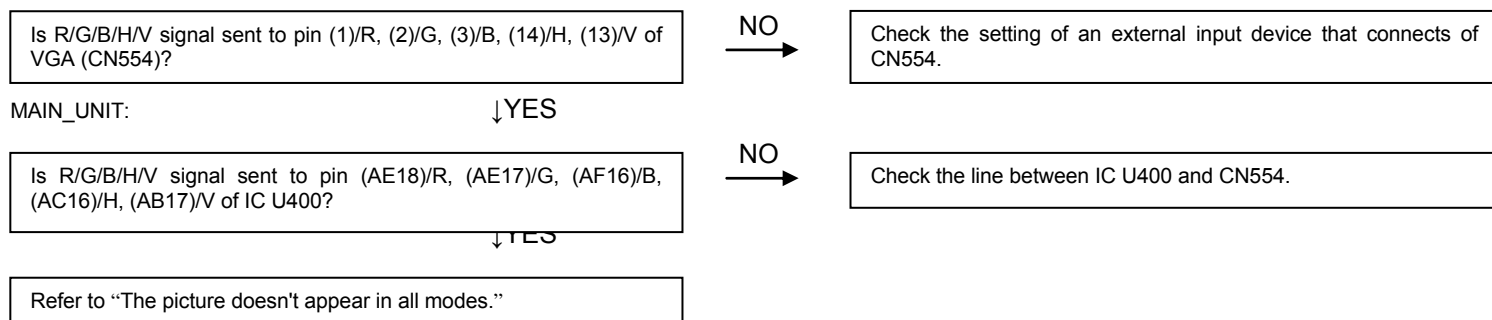 Is R/G/B/H/V signal sent to pin (1)/R, (2)/G, (3)/B, (14)/H, (13)/V of
VGA (CN554)?
NO
Check the setting of an external input device that connects of
CN554.
MAIN_UNIT:
↓YES
Is R/G/B/H/V signal sent to pin (AE18)/R, (AE17)/G, (AF16)/B,
(AC16)/H, (AB17)/V of IC U400?
NO
Check the line between IC U400 and CN554.
↓YES
Refer to “The picture doesn't appear in all modes.”